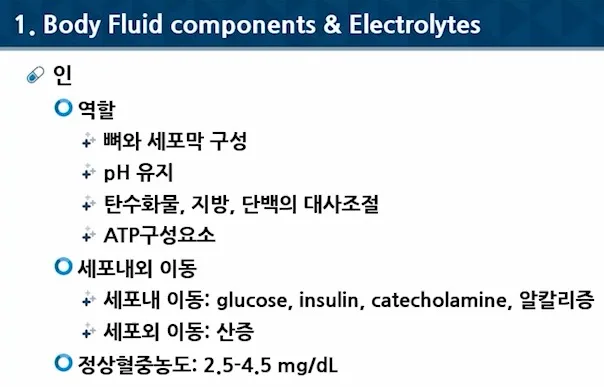 1. Body Fluid components & Electrolytes
인
역할
뼈와 세포막 구성
pH 유지
탄수화물, 지방, 단백의 대사조절
ATP구성요소
세포내외 이동
세포내 이동: glucose, insulin, catecholamine, 알칼리증
세포외 이동: 산증
정상혈중농도: 2.5-4.5 mg/dL